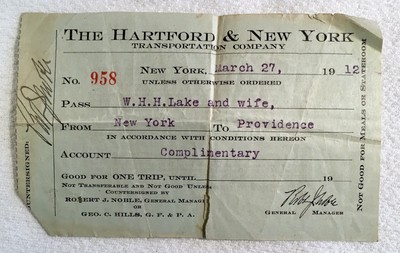 THE HARTFORD & NEW YORK
TRANSPORTATION COMPANY
NEW YORK, March 27, 1912
UNLESS OTHERWISE ORDERED
NO. 958
PASS W.H.H.Lake and wife,
FROM New York TO Providence
IN ACCORDANCE WITH CONDITIONS HEREON
ACCOUNT Complimentary
GOOD FOR ONE TRIP, UNTIL 19
NOT TRANSFERABLE AND NOT GOOD UNLESS
COUNTERSIGNED BY
ROBERT J. NOBLE, GENERAL MANAGER
OR
GEO. C. HILLS, G. F. & P. A.
GENERAL MANAGER
COUNTERSIGNED:
NOT GOOD FOR MEALS OR STATEROOM